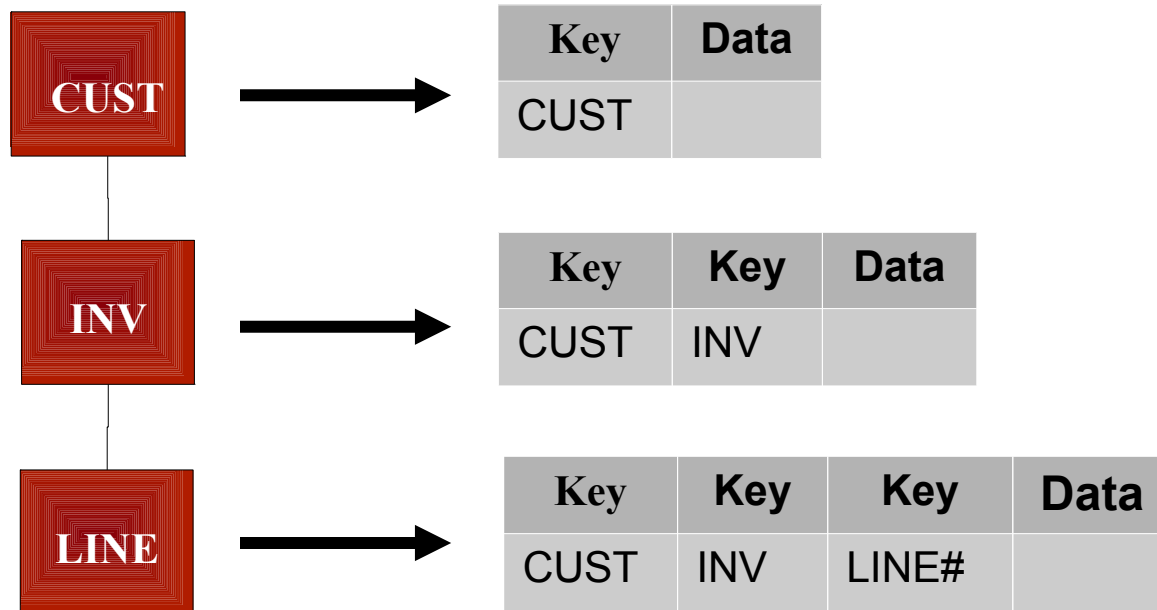 CUST
Key Data
CUST
INV
Key Key Data
CUST INV
LINE
Key Key Key Data
CUST INV LINE#